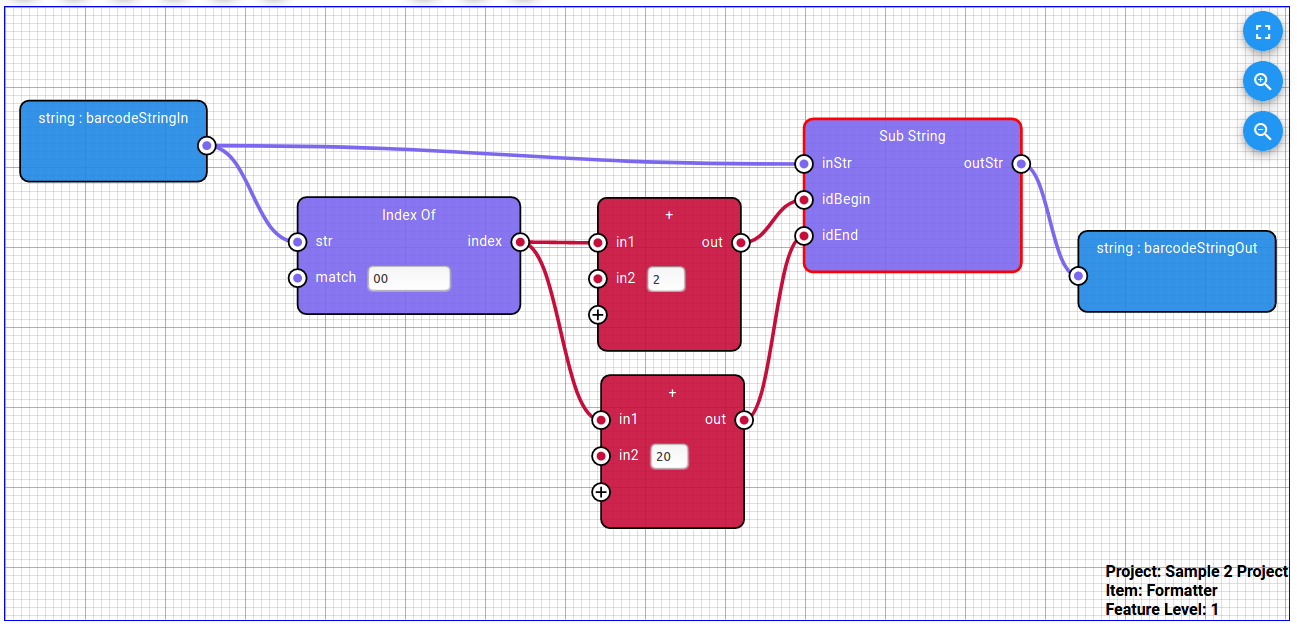 string : barcodeStringIn
Index Of
str
index
match
00
+
in1
out
in2
2
+
in1
out
in2
20
Sub String
inStr
outStr
idBegin
idEnd
string : barcodeStringOut
Project: Sample 2 Project
Item: Formatter
Feature Level: 1